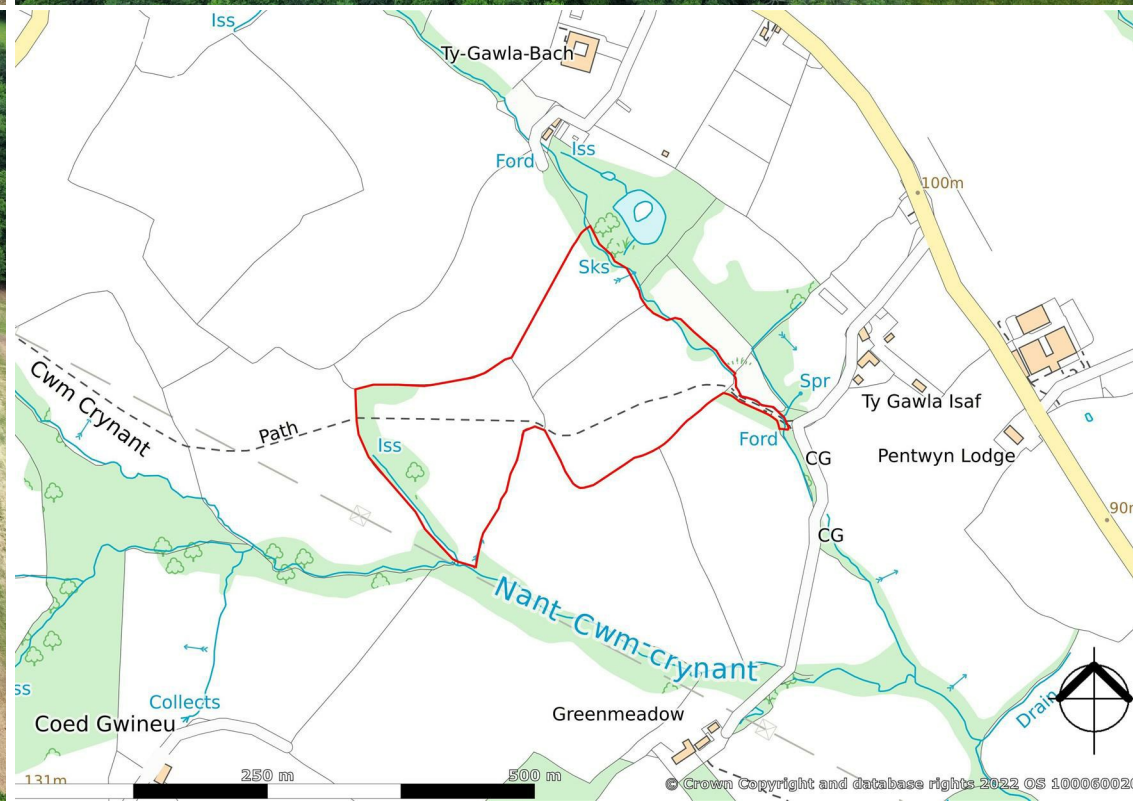 Iss
Ty-Gawla-Bach
Ford
Iss
100m
Sks
Cwm Crynant
Path
Spr
Ty Gawla Isaf
Iss
Ford
CG
Pentwyn Lodge
CG
90m
Nant Cwm-crynant
ss
Collects
Coed Gwineu
Greenmeadow
Drain
131m
250 m
500 m
© Crown Copyright and database rights 2022 OS 10006002